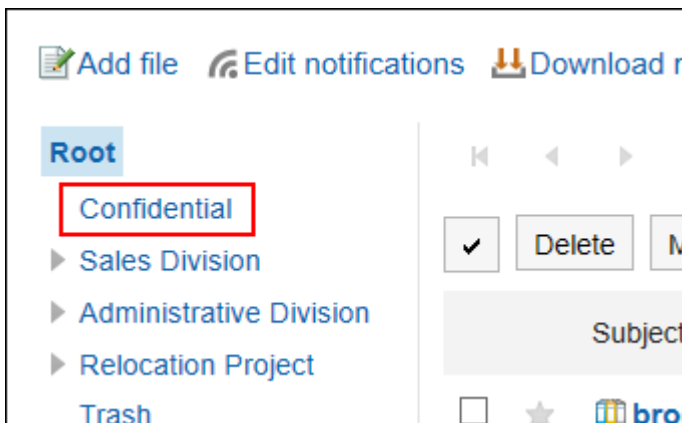 Add file Edit notifications Download
Root
Confidential
Sales Division
Administrative Division
Relocation Project
Trash
Delete
Subject